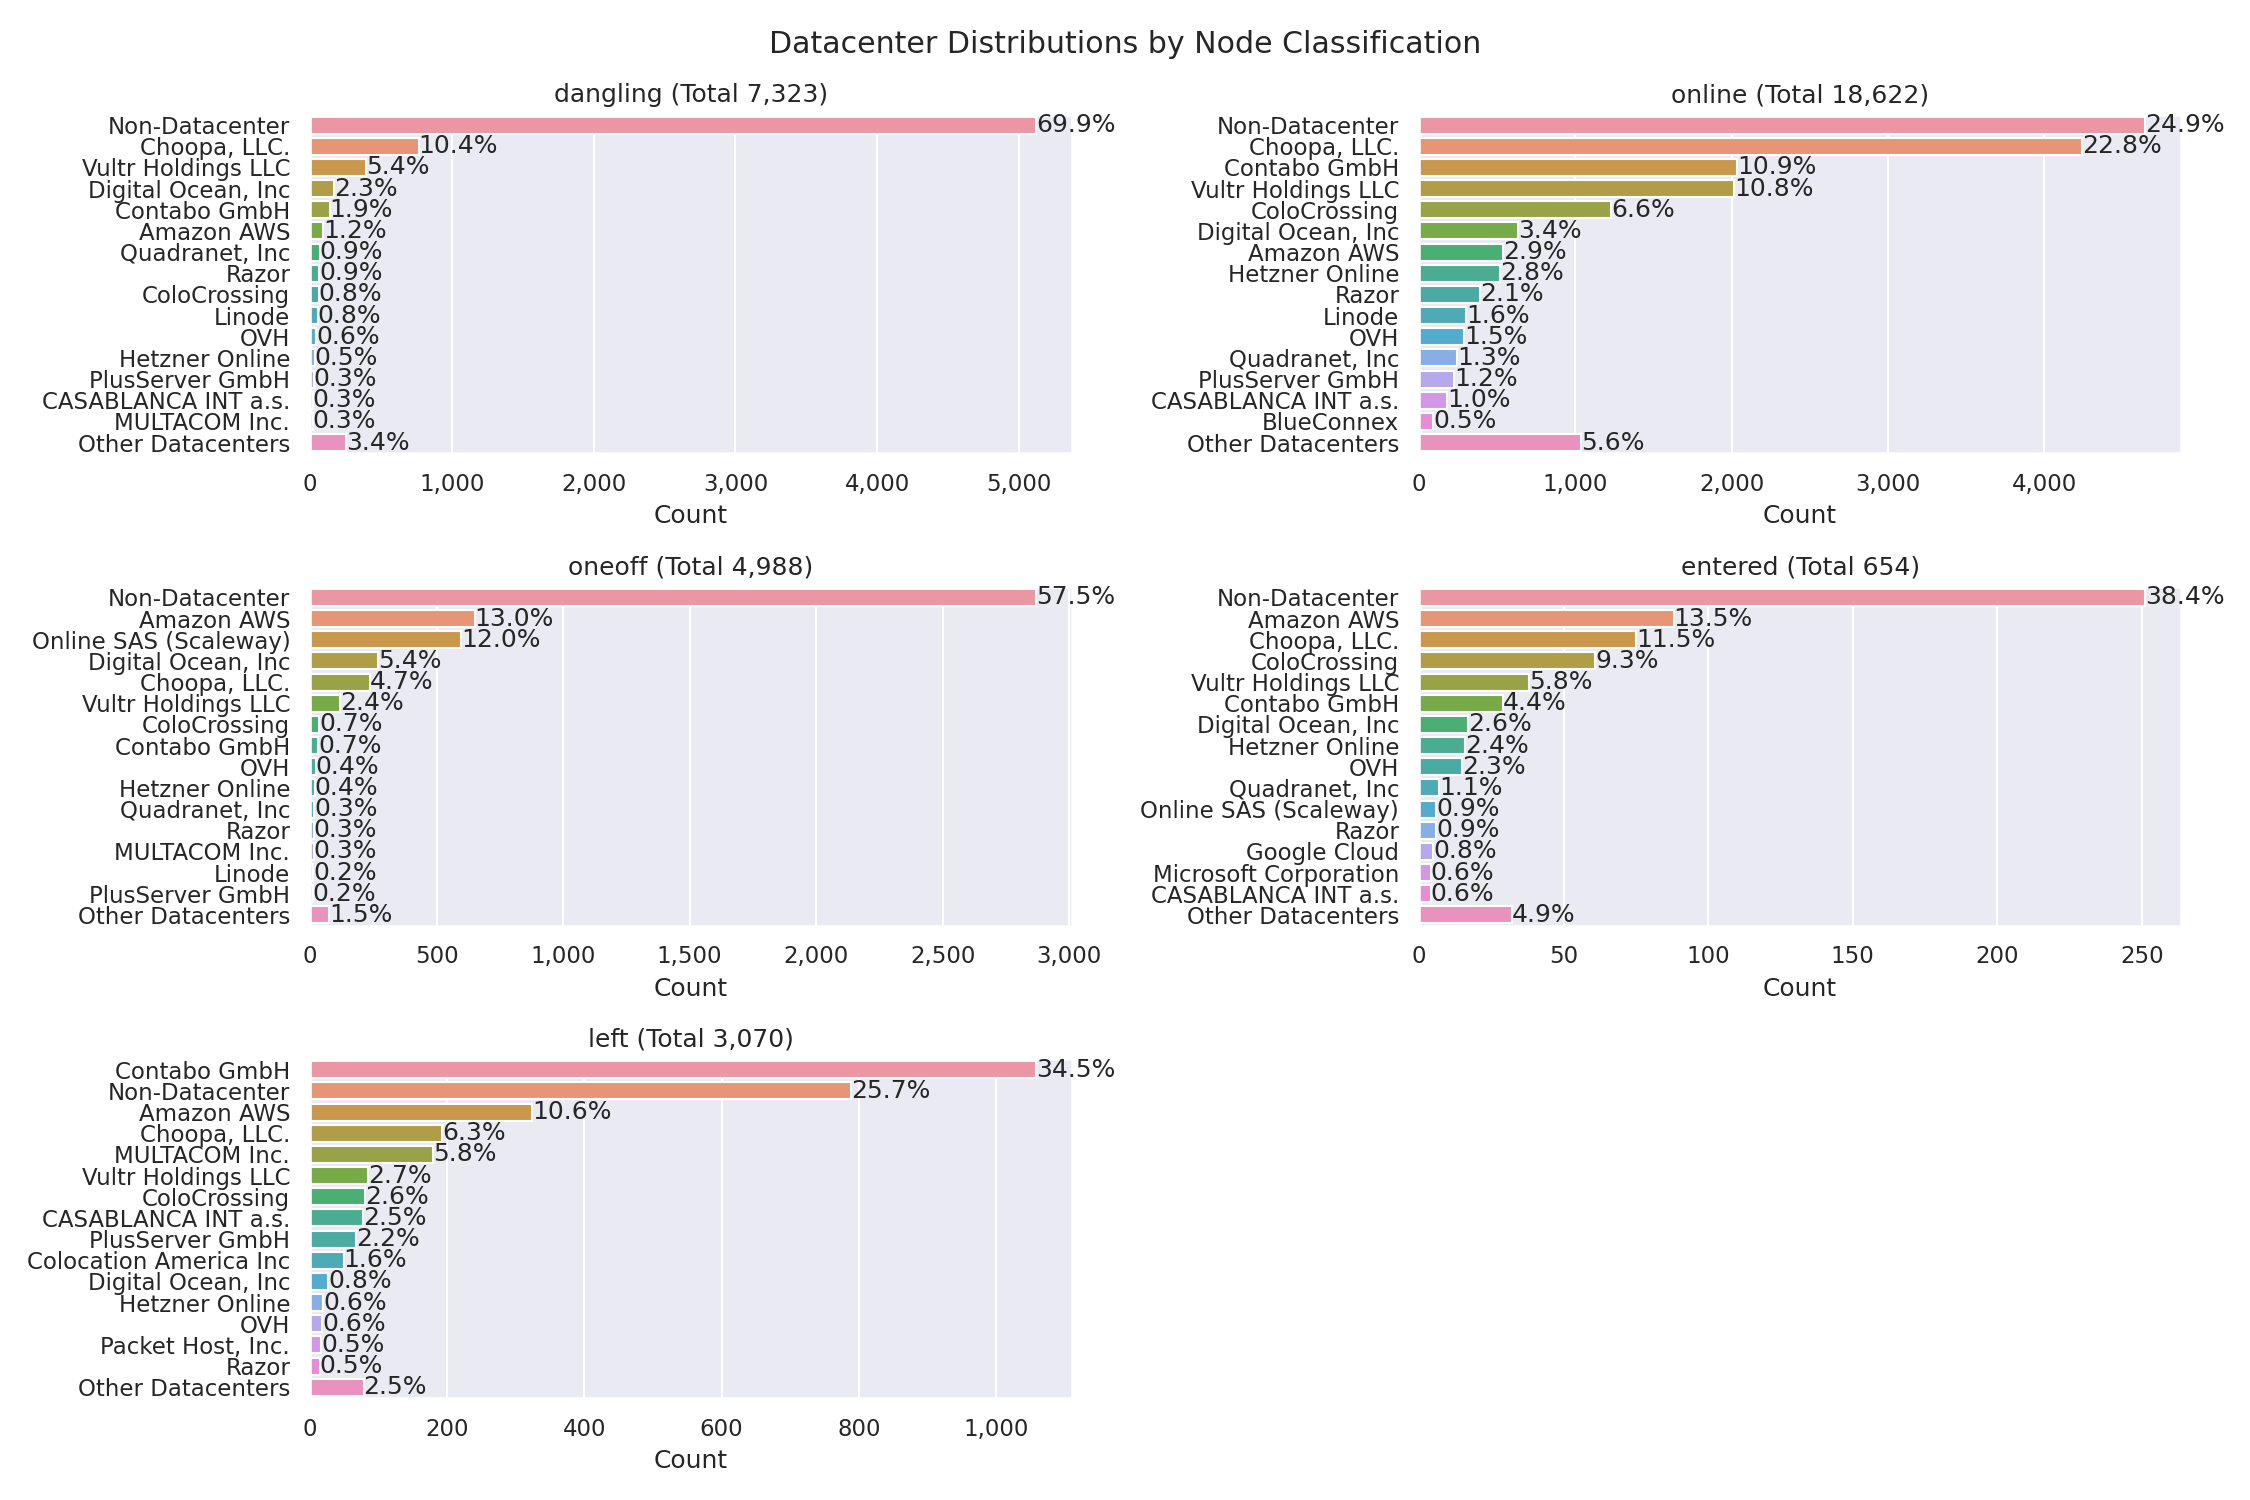 Datacenter Distributions by Node Classification
dangling (Total 7,323)
Non-Datacenter 69.9%
Choopa, LLC. 10.4%
Vultr Holdings LLC 5.4%
Digital Ocean, Inc 2.3%
Contabo GmbH 1.9%
Amazon AWS 1.2%
Quadranet, Inc 0.9%
Razor 0.9%
ColoCrossing 0.8%
Linode 0.8%
OVH 0.6%
Hetzner Online 0.5%
PlusServer GmbH 0.3%
CASABLANCA INT a.s. 0.3%
MULTACOM Inc. 0.3%
Other Datacenters 3.4%
0 1,000 2,000 3,000 4,000 5,000
Count
online (Total 18,622)
Non-Datacenter 24.9%
Choopa, LLC. 22.8%
Contabo GmbH 10.9%
Vultr Holdings LLC 10.8%
ColoCrossing 6.6%
Digital Ocean, Inc 3.4%
Amazon AWS 2.9%
Hetzner Online 2.8%
Razor 2.1%
Linode 1.6%
OVH 1.5%
Quadranet, Inc 1.3%
PlusServer GmbH 1.2%
CASABLANCA INT a.s. 1.0%
BlueConnex 0.5%
Other Datacenters 5.6%
0 1,000 2,000 3,000 4,000
Count
oneoff (Total 4,988)
Non-Datacenter 57.5%
Amazon AWS 13.0%
Online SAS (Scaleway) 12.0%
Digital Ocean, Inc 5.4%
Choopa, LLC. 4.7%
Vultr Holdings LLC 2.4%
ColoCrossing 0.7%
Contabo GmbH 0.7%
OVH 0.4%
Hetzner Online 0.4%
Quadranet, Inc 0.3%
Razor 0.3%
MULTACOM Inc. 0.3%
Linode 0.2%
PlusServer GmbH 0.2%
Other Datacenters 1.5%
0 500 1,000 1,500 2,000 2,500 3,000
Count
entered (Total 654)
Non-Datacenter 38.4%
Amazon AWS 13.5%
Choopa, LLC. 11.5%
ColoCrossing 9.3%
Vultr Holdings LLC 5.8%
Contabo GmbH 4.4%
Digital Ocean, Inc 2.6%
Hetzner Online 2.4%
OVH 2.3%
Quadranet, Inc 1.1%
Online SAS (Scaleway) 0.9%
Razor 0.9%
Google Cloud 0.8%
Microsoft Corporation 0.6%
CASABLANCA INT a.s. 0.6%
Other Datacenters 4.9%
0 50 100 150 200 250
Count
left (Total 3,070)
Contabo GmbH 34.5%
Non-Datacenter 25.7%
Amazon AWS 10.6%
Choopa, LLC. 6.3%
MULTACOM Inc. 5.8%
Vultr Holdings LLC 2.7%
ColoCrossing 2.6%
CASABLANCA INT a.s. 2.5%
PlusServer GmbH 2.2%
Colocation America Inc 1.6%
Digital Ocean, Inc 0.8%
Hetzner Online 0.6%
OVH 0.6%
Packet Host, Inc. 0.5%
Razor 0.5%
Other Datacenters 2.5%
0 200 400 600 800 1,000
Count